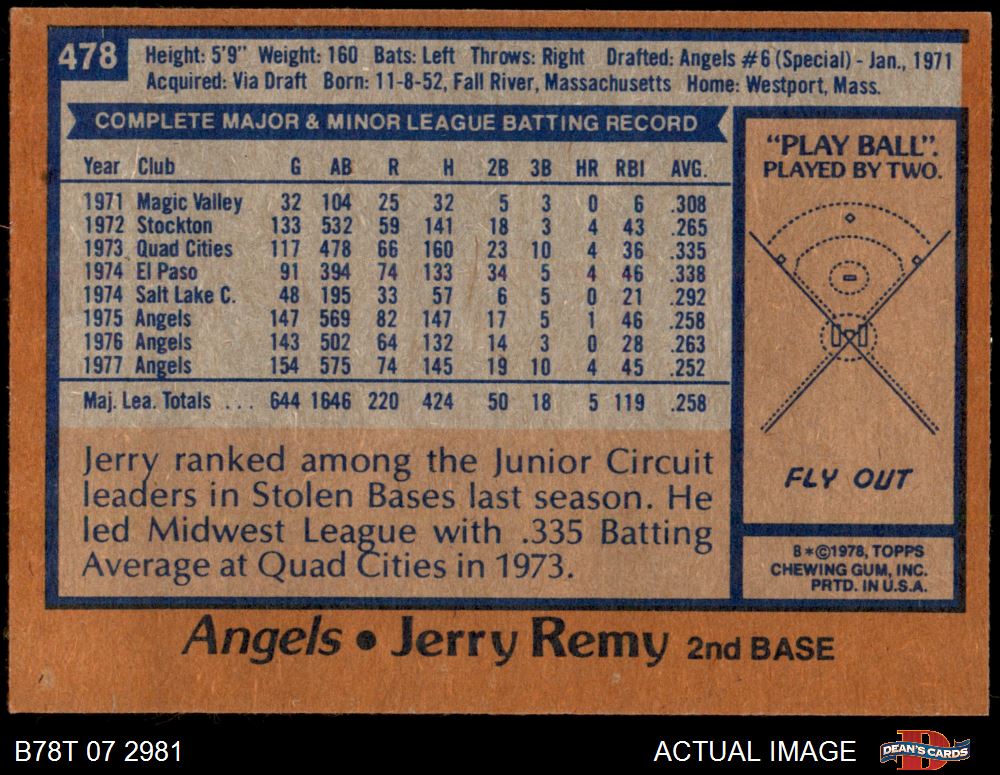 478
Height: 5'9" Weight: 160 Bats: Left Throws: Right Drafted: Angels #6 (Special) - Jan., 1971
Acquired: Via Draft Born: 11-8-52, Fall River, Massachusetts Home: Westport, Mass.
COMPLETE MAJOR & MINOR LEAGUE BATTING RECORD
Year Club G AB R H 2B 3B HR RBI AVG.
1971 Magic Valley 32 104 25 32 5 3 0 6 .308
1972 Stockton 133 532 59 141 18 3 4 43 .265
1973 Quad Cities 117 478 66 160 23 10 4 36 .335
1974 El Paso 91 394 74 133 34 5 4 46 .338
1974 Salt Lake C. 48 195 33 57 6 5 0 21 .292
1975 Angels 147 569 82 147 17 5 1 46 .258
1976 Angels 143 502 64 132 14 3 0 28 .263
1977 Angels 154 575 74 145 19 10 4 45 .252
Maj. Lea. Totals ... 644 1646 220 424 50 18 5 119 .258
Jerry ranked among the Junior Circuit
leaders in Stolen Bases last season. He
led Midwest League with .335 Batting
Average at Quad Cities in 1973.
"PLAY BALL".
PLAYED BY TWO.
FLY OUT
B*©1978, TOPPS
CHEWING GUM, INC.
PRTD. IN U.S.A.
Angels • Jerry Remy 2nd BASE
B78T 07 2981
ACTUAL IMAGE
D
DEAN'S CARDS